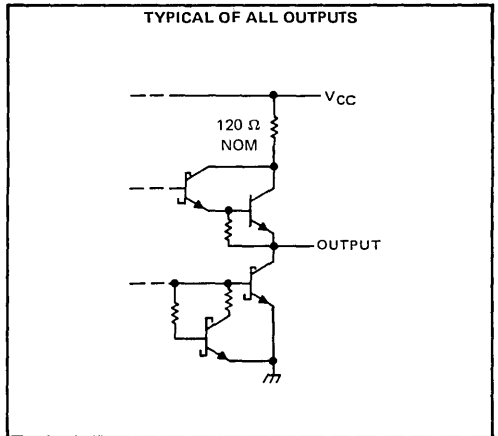 TYPICAL OF ALL OUTPUTS
VCC
120 Ω
NOM
OUTPUT